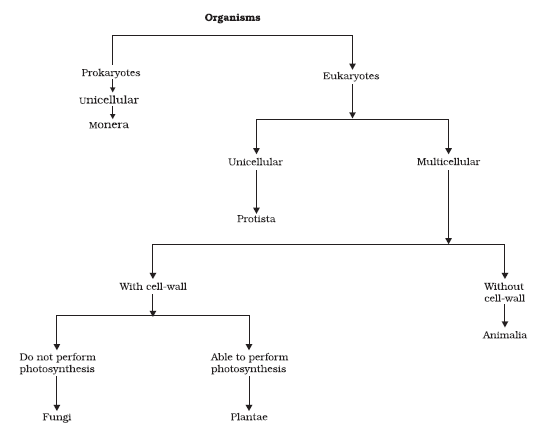 Organisms
Prokaryotes
Eukaryotes
Unicellular
Monera
Unicellular
Multicellular
Protista
With cell-wall
Without
cell-wall
Animalia
Do not perform
photosynthesis
Able to perform
photosynthesis
Fungi
Plantae